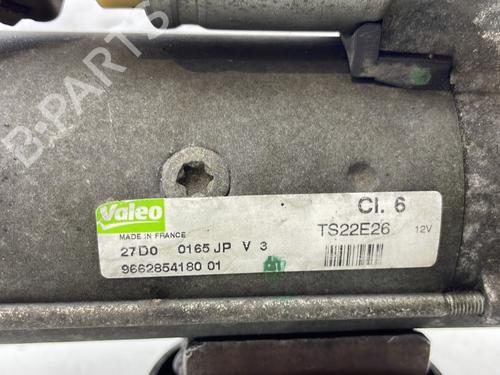 B-PARTS
Valeo
Cl. 6
MADE IN FRANCE
TS22E26 12V
27D0 0165 JP V 3
9662854180 01